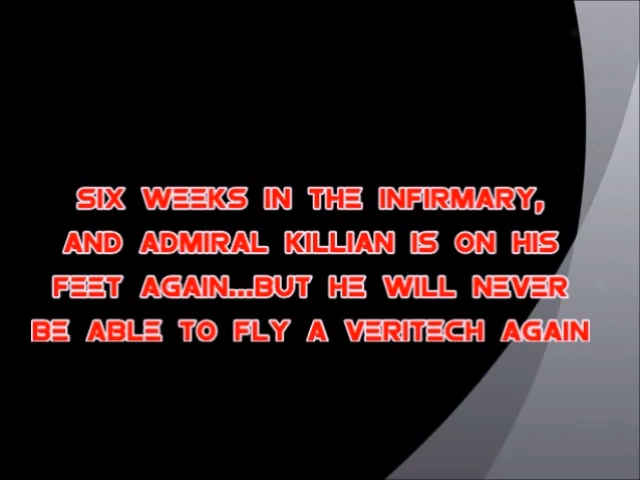 SIX WEEKS IN THE INFIRMARY,
AND ADMIRAL KILLIAN IS ON HIS
FEET AGAIN...BUT HE WILL NEVER
BE ABLE TO FLY A VERITECH AGAIN